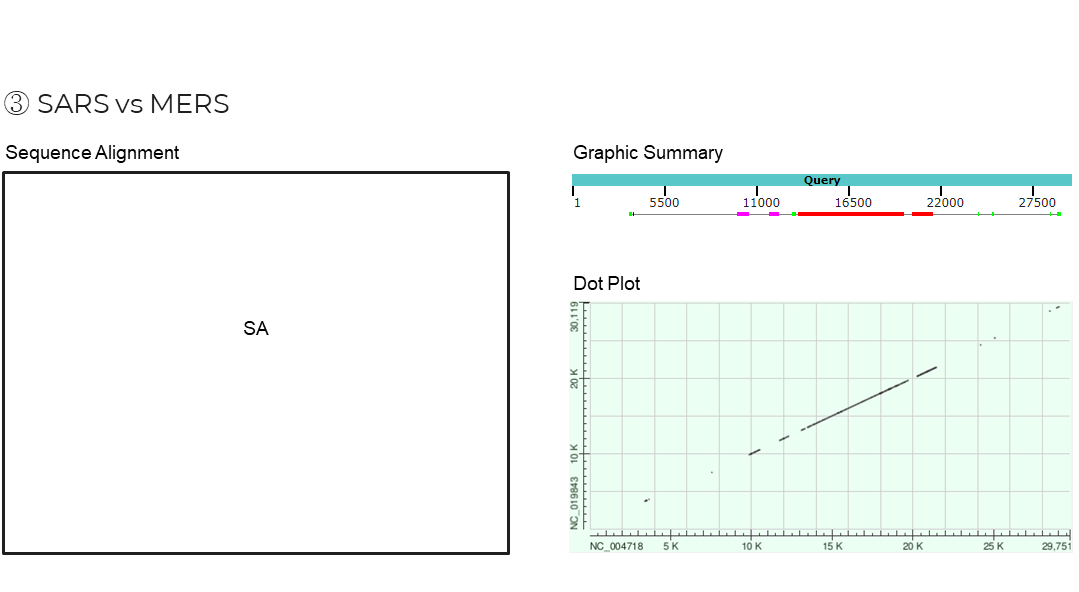 ③ SARS vs MERS
Sequence Alignment
SA
Graphic Summary
Query
1 5500 11000 16500 22000 27500
Dot Plot
30,119
20 K
10 K
NC_019843
NC_004718 5 K 10 K 15 K 20 K 25 K 29,751